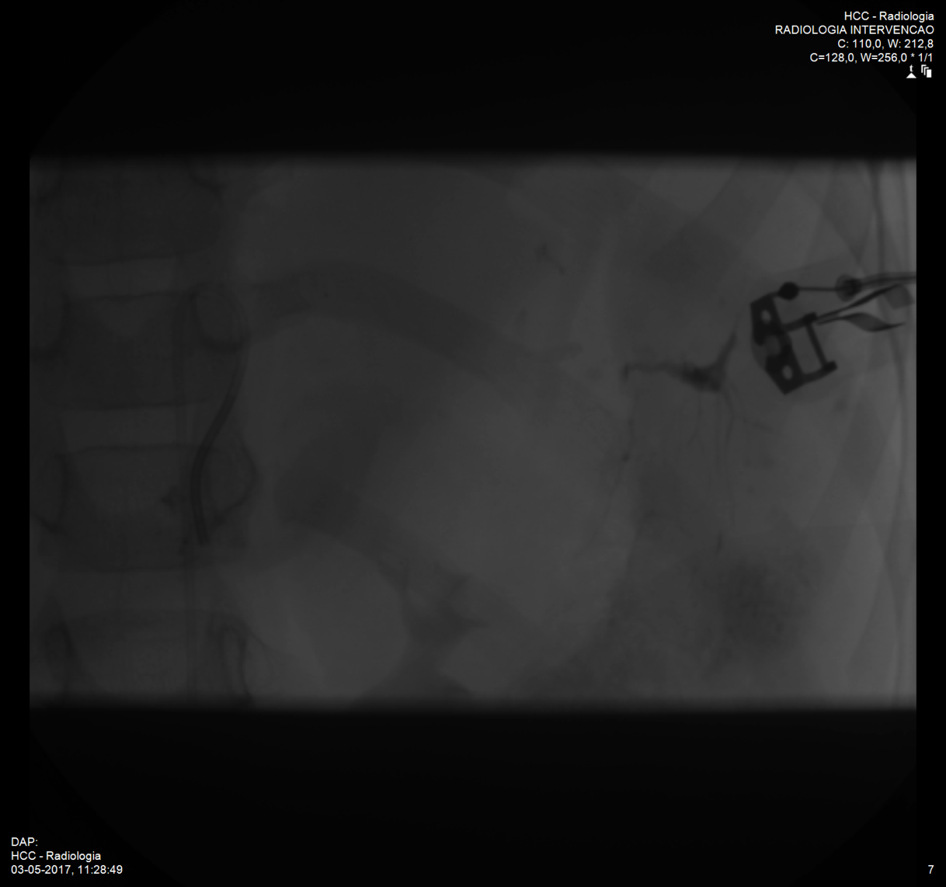 HCC - Radiologia
RADIOLOGIA INTERVENCAO
C: 110,0, W: 212,8
C=128,0, W=256,0 * 1/1
DAP:
HCC - Radiologia
03-05-2017, 11:28:49
7